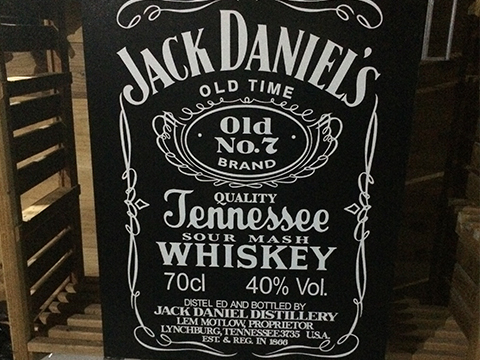 JACK DANIEL'S
OLD TIME
Old
No.7
BRAND
QUALITY
Tennessee
SOUR MASH
WHISKEY
70cl 40% Vol.
DISTEL ED AND BOTTLED BY
JACK DANIEL DISTILLERY
LEM MOTLOW, PROPRIETOR
LYNCHBURG, TENNESSEE 3735 U.S.A.
EST. & REG. IN 1866